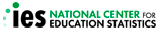 ies NATIONAL CENTER FOR
EDUCATION STATISTICS